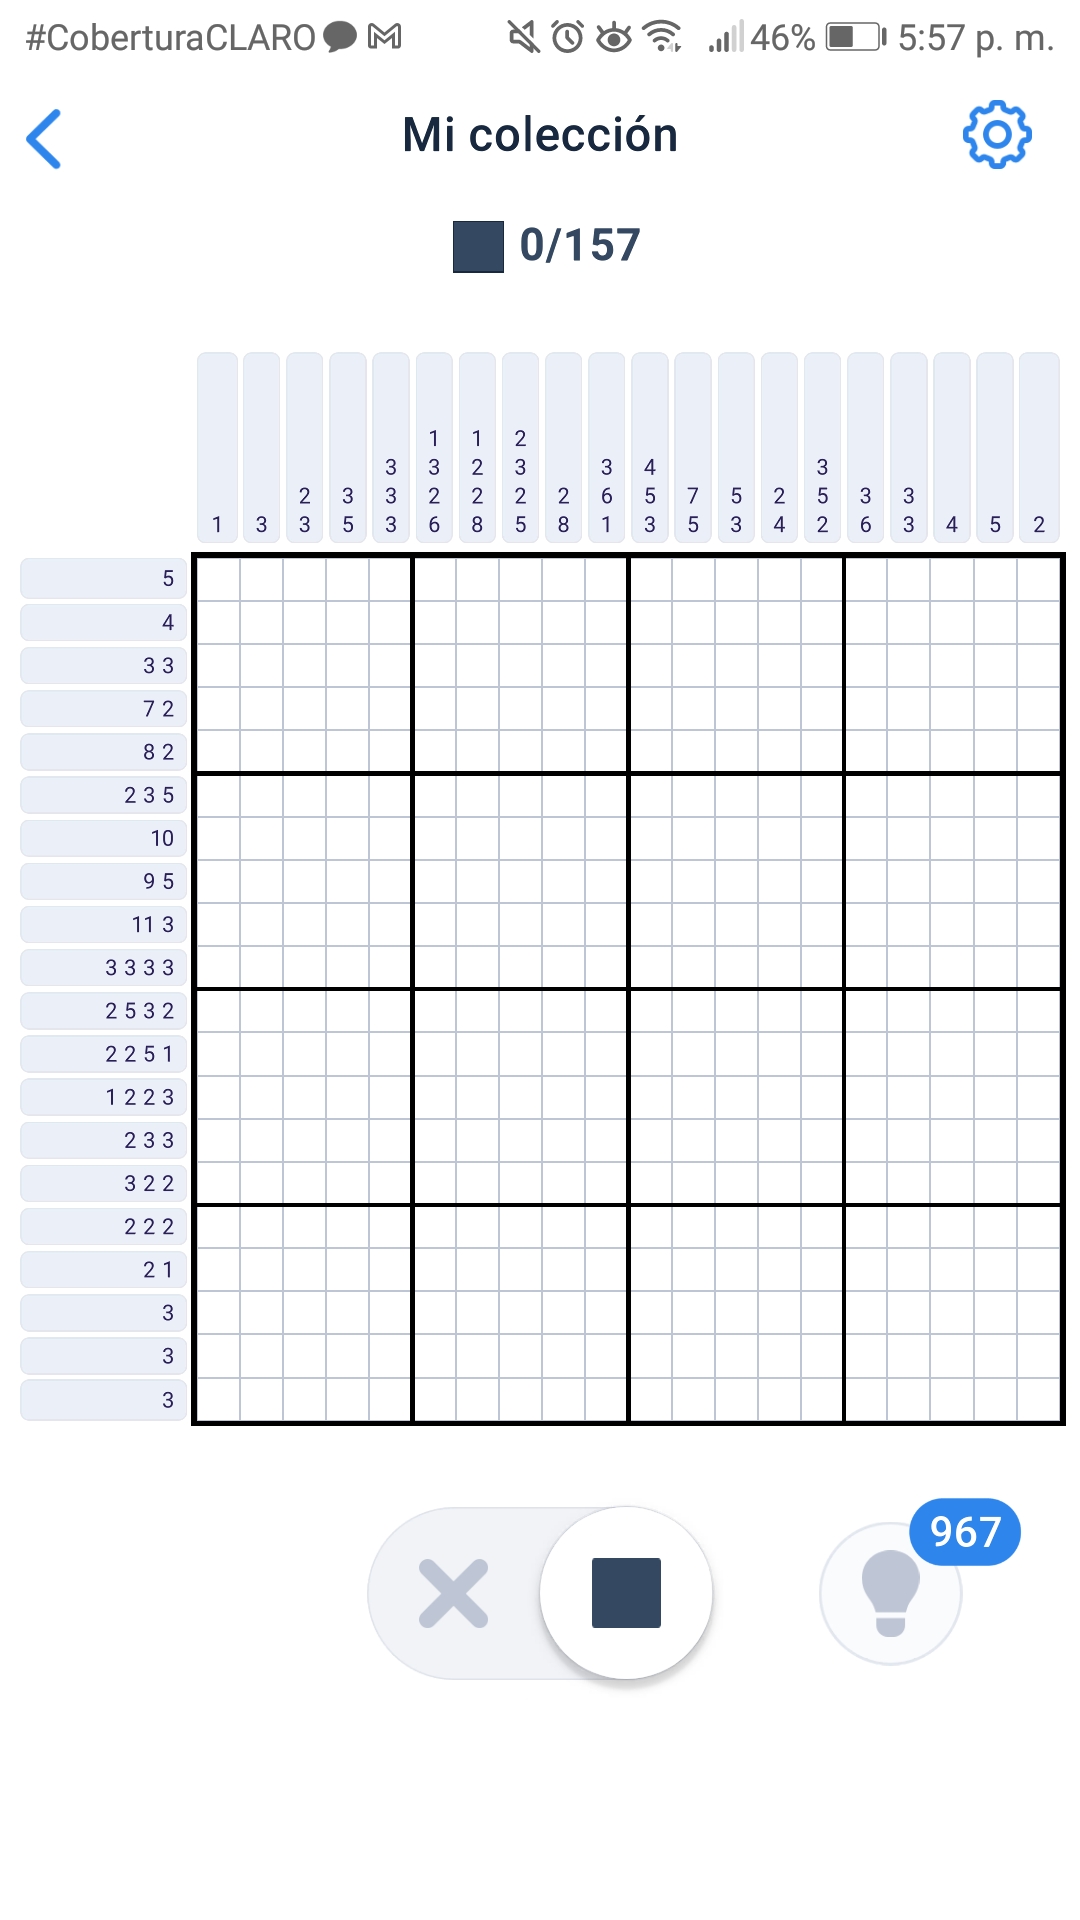 #CoberturaCLARO 46% 5:57 p. m.
Mi colección
0/157
1 1 2
3 3 2 3 3 4 3
2 3 3 2 2 2 2 6 5 7 5 2 5 3 3
1 3 3 5 3 6 8 5 8 1 3 5 3 4 2 6 3 4 5 2
5
4
3 3
7 2
8 2
2 3 5
10
9 5
11 3
3 3 3 3
2 5 3 2
2 2 5 1
1 2 2 3
2 3 3
3 2 2
2 2 2
2 1
3
3
3
967